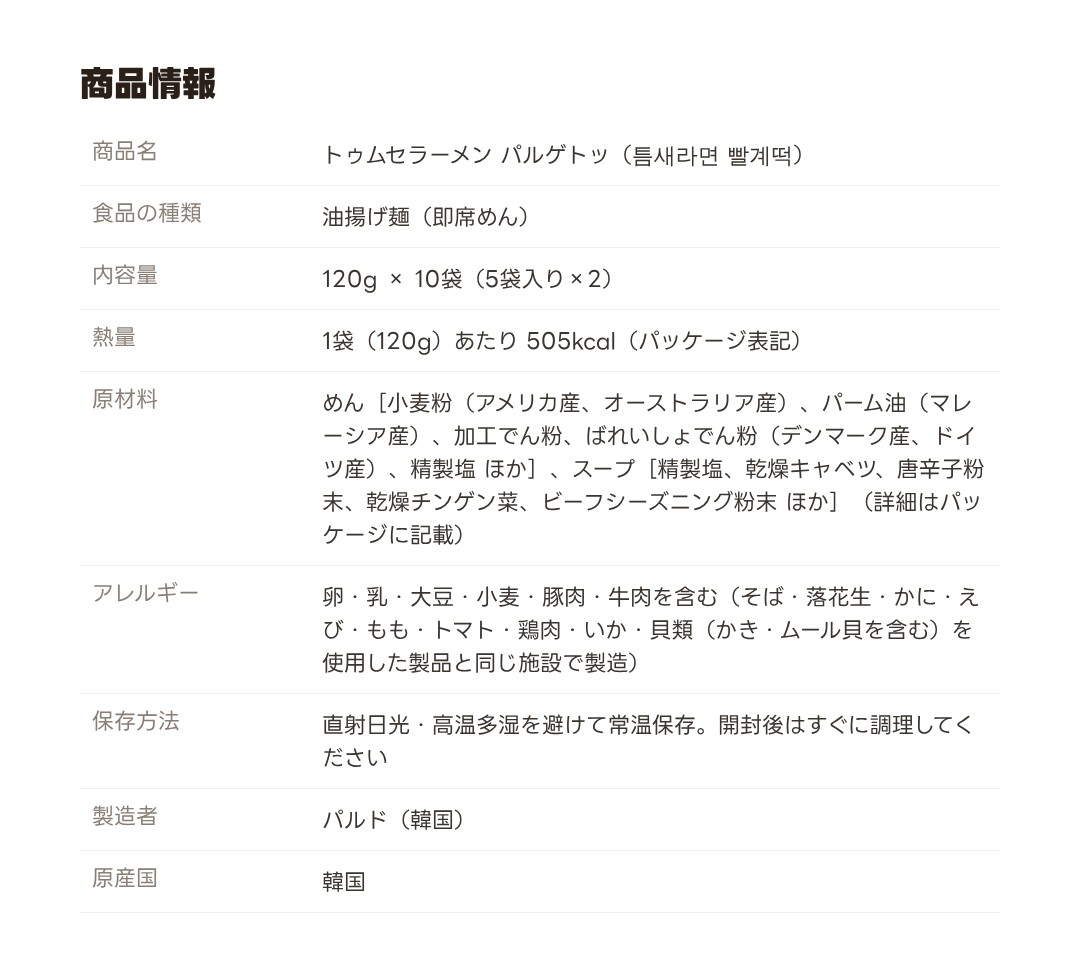 商品情報
商品名
トゥムセラーメン パルゲトッ（틈새라면 빨계떡）
食品の種類
油揚げ麺（即席めん）
内容量
120g × 10袋（5袋入り×2）
熱量
1袋（120g）あたり 505kcal（パッケージ表記）
原材料
めん［小麦粉（アメリカ産、オーストラリア産）、パーム油（マレ
ーシア産）、加工でん粉、ばれいしょでん粉（デンマーク産、ドイ
ツ産）、精製塩 ほか］、スープ［精製塩、乾燥キャベツ、唐辛子粉
末、乾燥チンゲン菜、ビーフシーズニング粉末 ほか］（詳細はパッ
ケージに記載）
アレルギー
卵・乳・大豆・小麦・豚肉・牛肉を含む（そば・落花生・かに・え
び・もも・トマト・鶏肉・いか・貝類（かき・ムール貝を含む）を
使用した製品と同じ施設で製造）
保存方法
直射日光・高温多湿を避けて常温保存。開封後はすぐに調理してく
ださい
製造者
パルド（韓国）
原産国
韓国